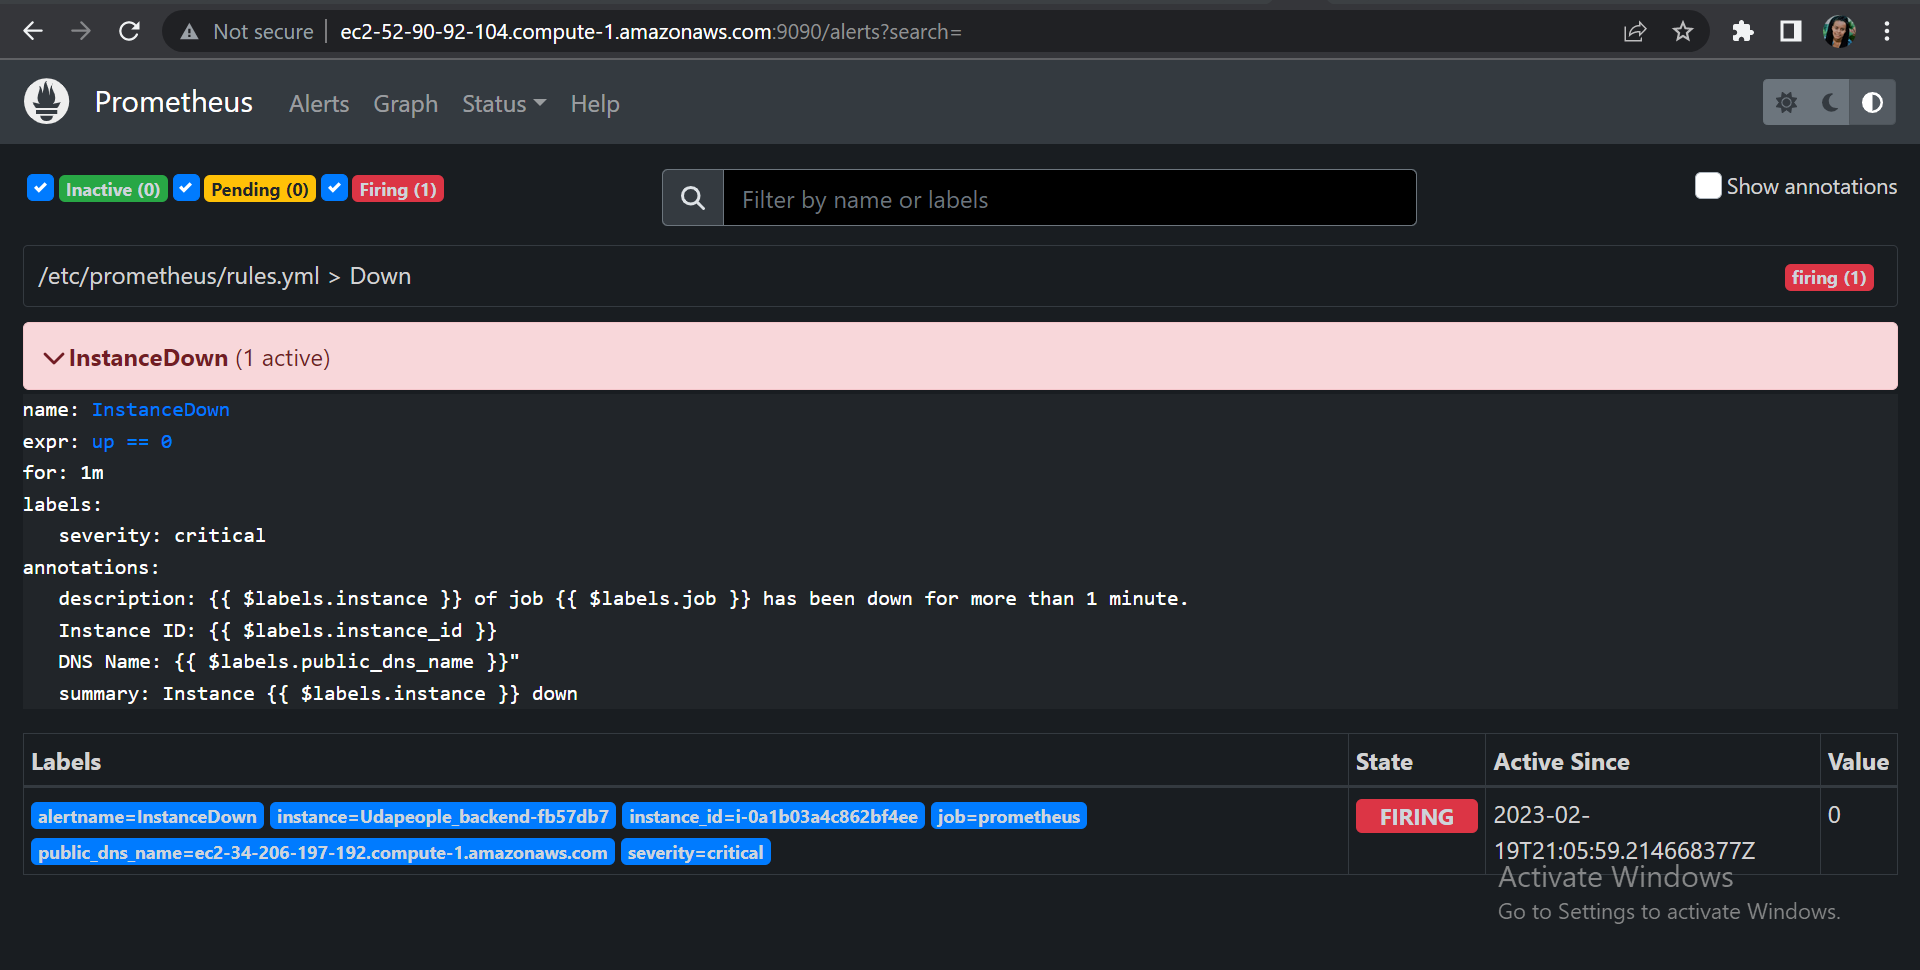 Not secure | ec2-52-90-92-104.compute-1.amazonaws.com:9090/alerts?search=
Prometheus Alerts Graph Status Help
Inactive (0) Pending (0) Firing (1) Filter by name or labels Show annotations
/etc/prometheus/rules.yml > Down firing (1)
InstanceDown (1 active)
name: InstanceDown
expr: up == 0
for: 1m
labels:
severity: critical
annotations:
description: {{ $labels.instance }} of job {{ $labels.job }} has been down for more than 1 minute.
Instance ID: {{ $labels.instance_id }}
DNS Name: {{ $labels.public_dns_name }}"
summary: Instance {{ $labels.instance }} down
Labels State Active Since Value
alertname=InstanceDown instance=Udapeople_backend-fb57db7 instance_id=i-0a1b03a4c862bf4ee job=prometheus FIRING 2023-02- 0
public_dns_name=ec2-34-206-197-192.compute-1.amazonaws.com severity=critical 19T21:05:59.214668377Z
Activate Windows
Go to Settings to activate Windows.